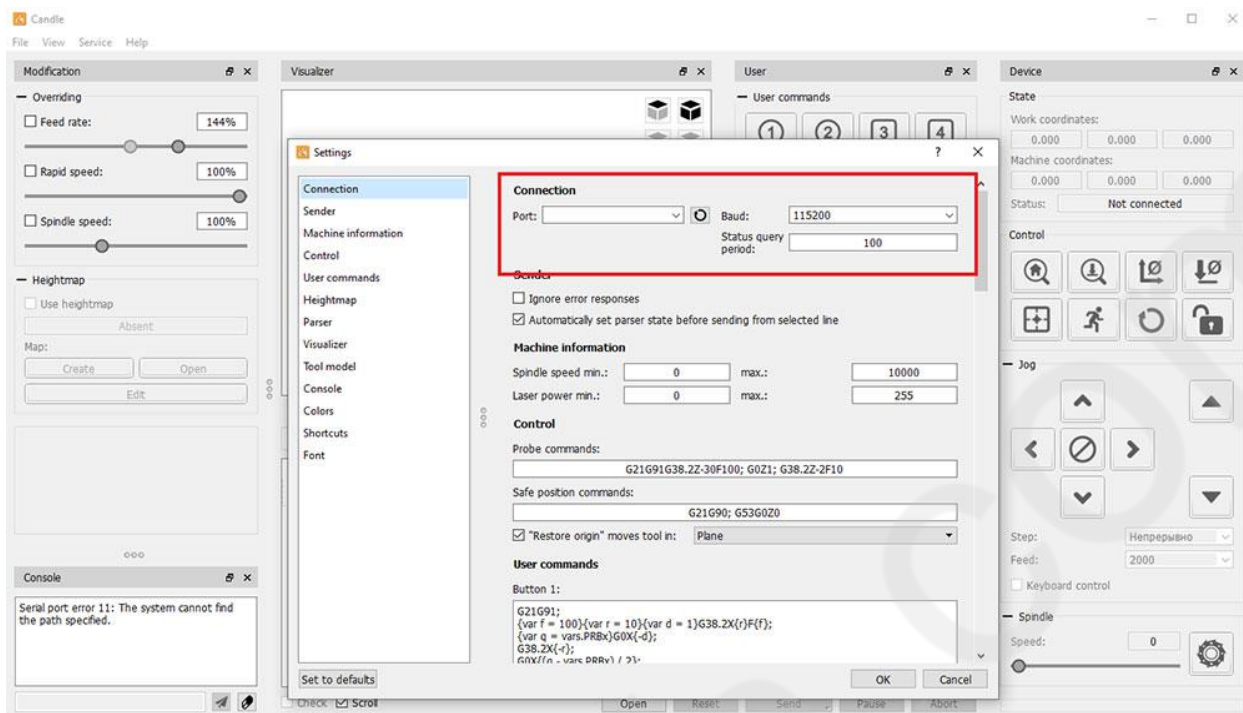 Candle
File View Service Help
Modification
Overriding
Feed rate: 144%
Rapid speed: 100%
Spindle speed: 100%
Heightmap
Use heightmap
Absent
Map:
Create Open
Edit
Console
Serial port error 11: The system cannot find
the path specified.
Visualizer
User
User commands
1 2 3 4
Settings
Connection
Sender
Machine information
Control
User commands
Heightmap
Parser
Visualizer
Tool model
Console
Colors
Shortcuts
Font
Connection
Port: Baud: 115200
Status query
period: 100
Sender
Ignore error responses
Automatically set parser state before sending from selected line
Machine information
Spindle speed min.: 0 max.: 10000
Laser power min.: 0 max.: 255
Control
Probe commands:
G21G91G38.2Z-30F100; G0Z1; G38.2Z-2F10
Safe position commands:
G21G90; G53G0Z0
"Restore origin" moves tool in: Plane
User commands
Button 1:
G21G91;
{var f = 100}{var r = 10}{var d = 1}G38.2X{r}F{f};
{var q = vars.PRBx}G0X{-d};
G38.2X{-r};
G0X{(q - vars.PRBx) / 2};
Set to defaults OK Cancel
Check Scroll Open Reset Send Pause Abort
Device
State
Work coordinates:
0.000 0.000 0.000
Machine coordinates:
0.000 0.000 0.000
Status: Not connected
Control
Jog
Step: Непрерывно
Feed: 2000
Keyboard control
Spindle
Speed: 0